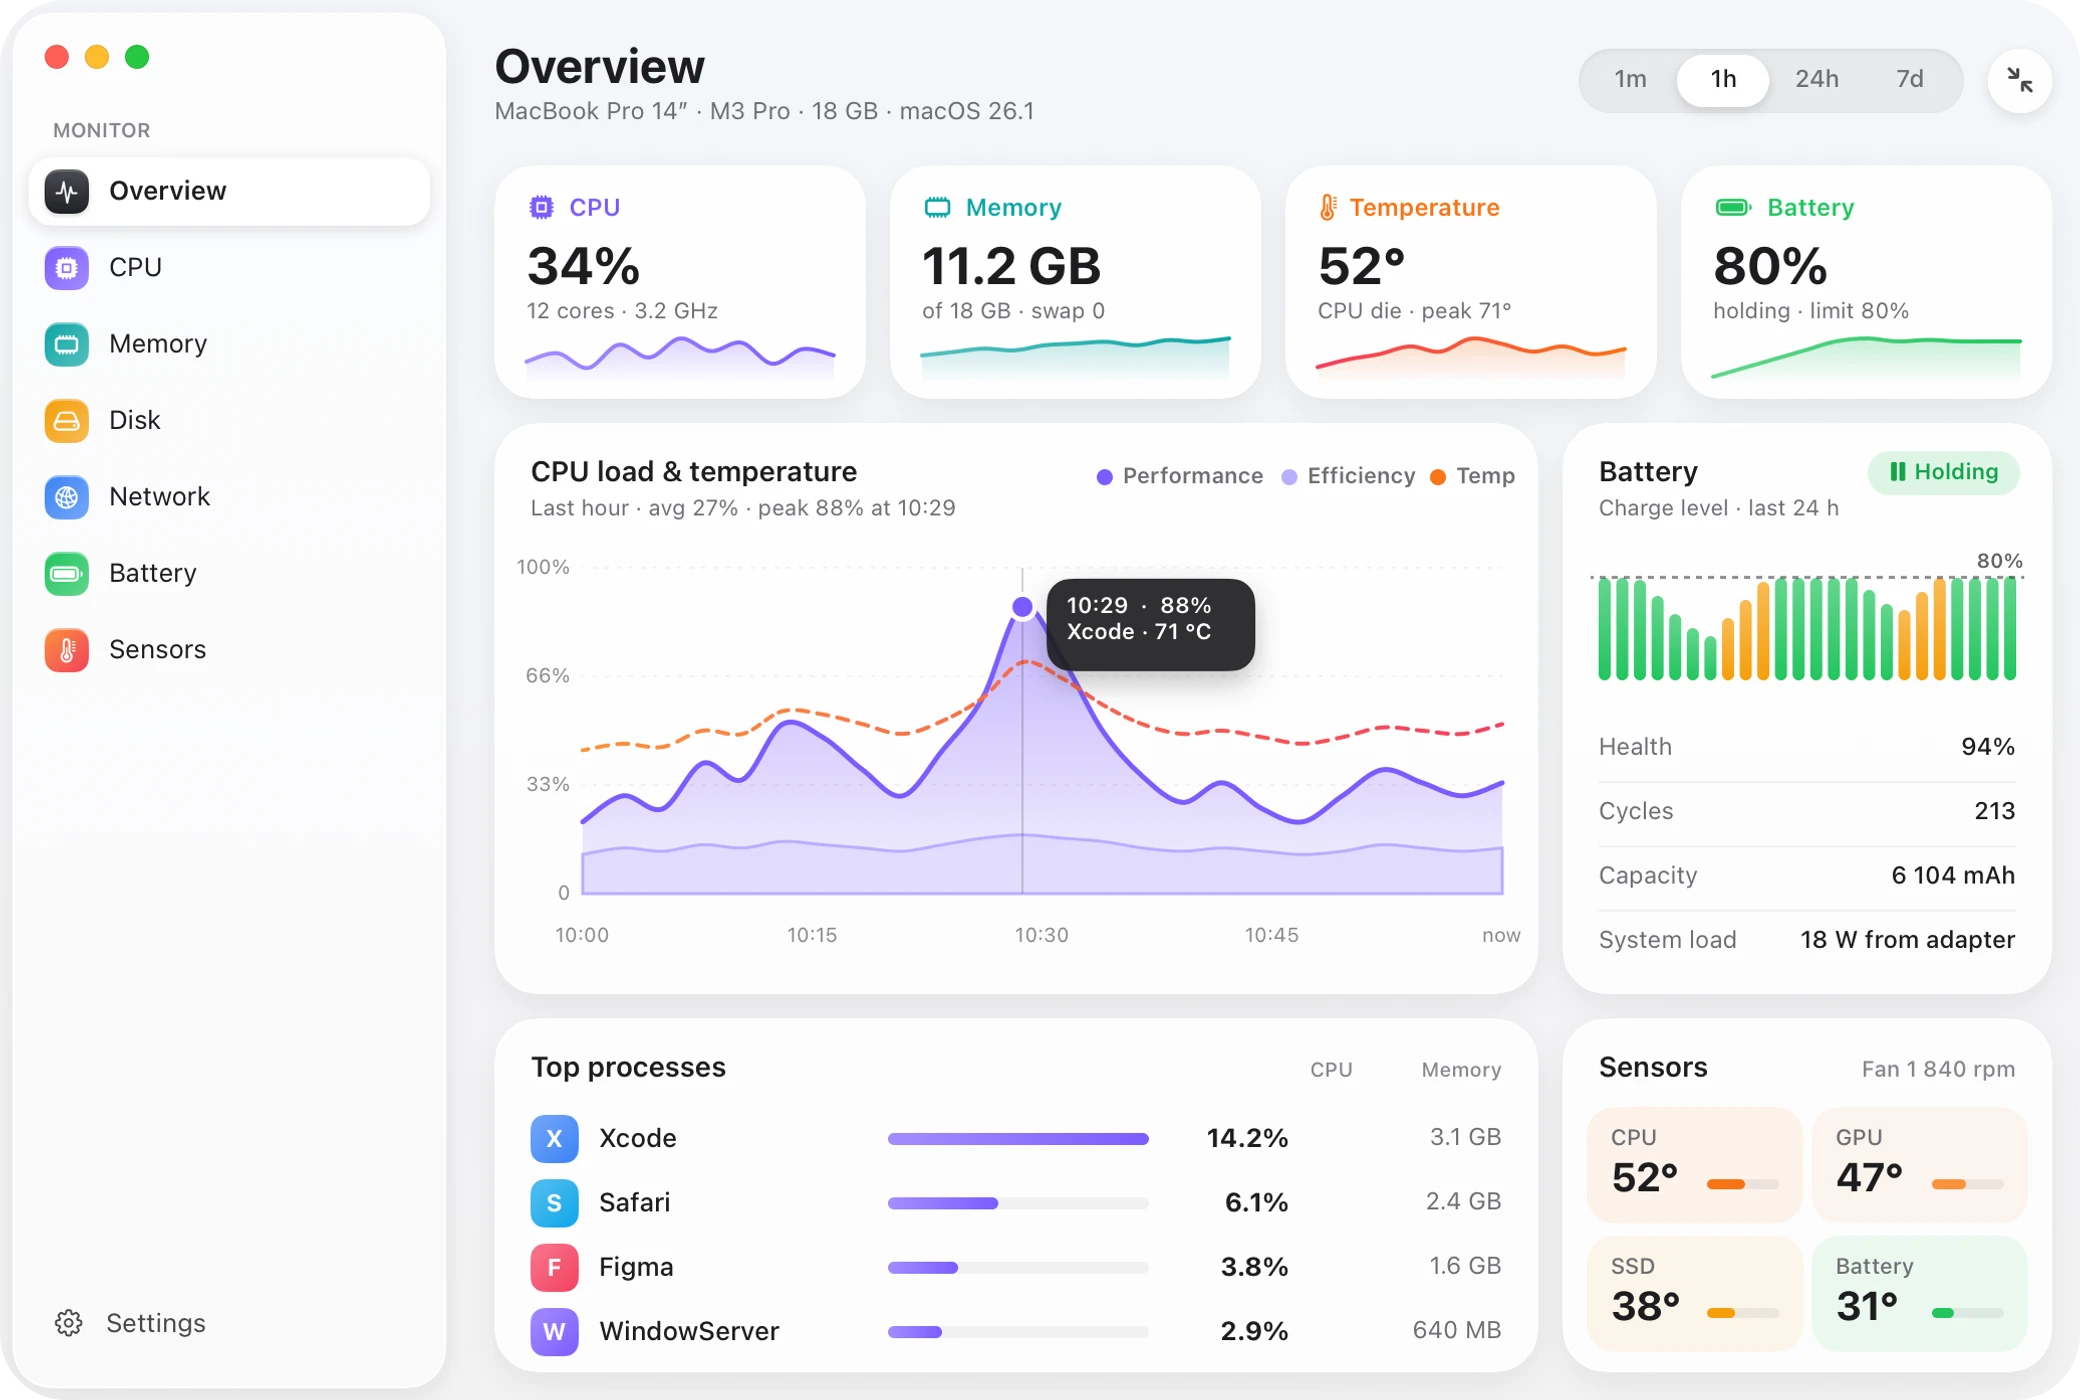 MONITOR
Overview
CPU
Memory
Disk
Network
Battery
Sensors
Settings
Overview
MacBook Pro 14″ · M3 Pro · 18 GB · macOS 26.1
1m 1h 24h 7d
CPU
34%
12 cores · 3.2 GHz
Memory
11.2 GB
of 18 GB · swap 0
Temperature
52°
CPU die · peak 71°
Battery
80%
holding · limit 80%
CPU load & temperature
Last hour · avg 27% · peak 88% at 10:29
Performance Efficiency Temp
100%
66%
33%
0
10:29 · 88%
Xcode · 71 °C
10:00 10:15 10:30 10:45 now
Battery
Holding
Charge level · last 24 h
80%
Health 94%
Cycles 213
Capacity 6 104 mAh
System load 18 W from adapter
Top processes CPU Memory
X Xcode 14.2% 3.1 GB
S Safari 6.1% 2.4 GB
F Figma 3.8% 1.6 GB
W WindowServer 2.9% 640 MB
Sensors Fan 1 840 rpm
CPU
52°
GPU
47°
SSD
38°
Battery
31°